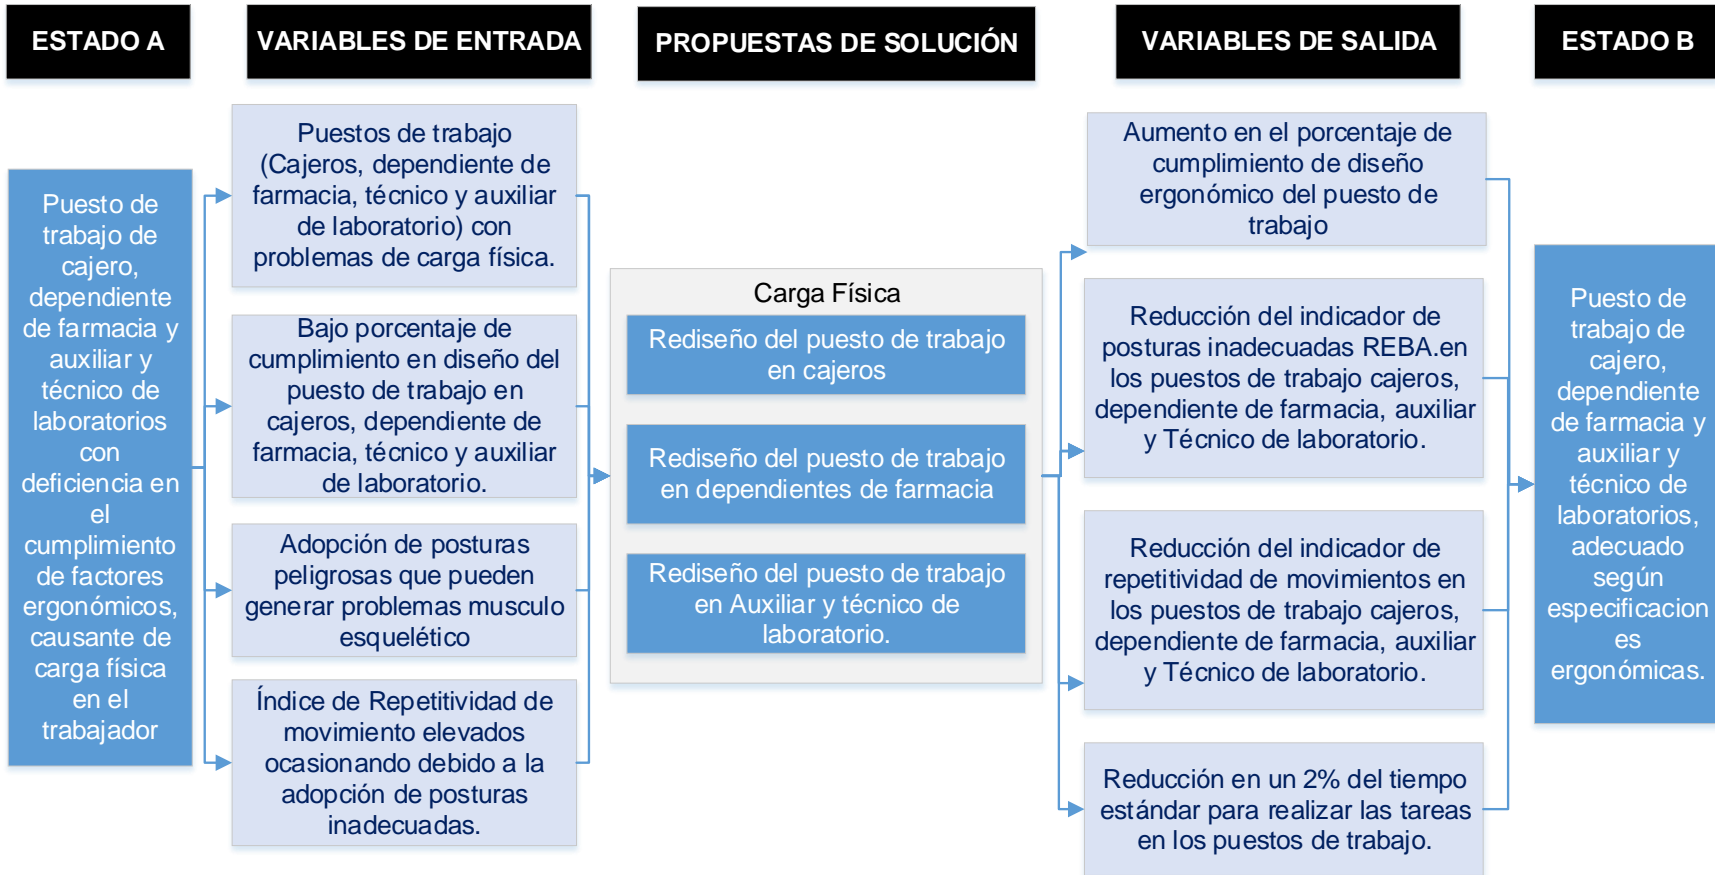 ESTADO A
VARIABLES DE ENTRADA
PROPUESTAS DE SOLUCIÓN
VARIABLES DE SALIDA
ESTADO B
Puesto de
trabajo de
cajero,
dependiente
de farmacia y
auxiliar y
técnico de
laboratorios
con
deficiencia en
el
cumplimiento
de factores
ergonómicos,
causante de
carga física
en el
trabajador
Puestos de trabajo
(Cajeros, dependiente de
farmacia, técnico y auxiliar
de laboratorio) con
problemas de carga física.
Bajo porcentaje de
cumplimiento en diseño del
puesto de trabajo en
cajeros, dependiente de
farmacia, técnico y auxiliar
de laboratorio.
Adopción de posturas
peligrosas que pueden
generar problemas musculo
esquelético
Índice de Repetitividad de
movimiento elevados
ocasionando debido a la
adopción de posturas
inadecuadas.
Carga Física
Rediseño del puesto de trabajo
en cajeros
Rediseño del puesto de trabajo
en dependientes de farmacia
Rediseño del puesto de trabajo
en Auxiliar y técnico de
laboratorio.
Aumento en el porcentaje de
cumplimiento de diseño
ergonómico del puesto de
trabajo
Reducción del indicador de
posturas inadecuadas REBA.en
los puestos de trabajo cajeros,
dependiente de farmacia, auxiliar
y Técnico de laboratorio.
Reducción del indicador de
repetitividad de movimientos en
los puestos de trabajo cajeros,
dependiente de farmacia, auxiliar
y Técnico de laboratorio.
Reducción en un 2% del tiempo
estándar para realizar las tareas
en los puestos de trabajo.
Puesto de
trabajo de
cajero,
dependiente
de farmacia y
auxiliar y
técnico de
laboratorios,
adecuado
según
especificacion
es
ergonómicas.